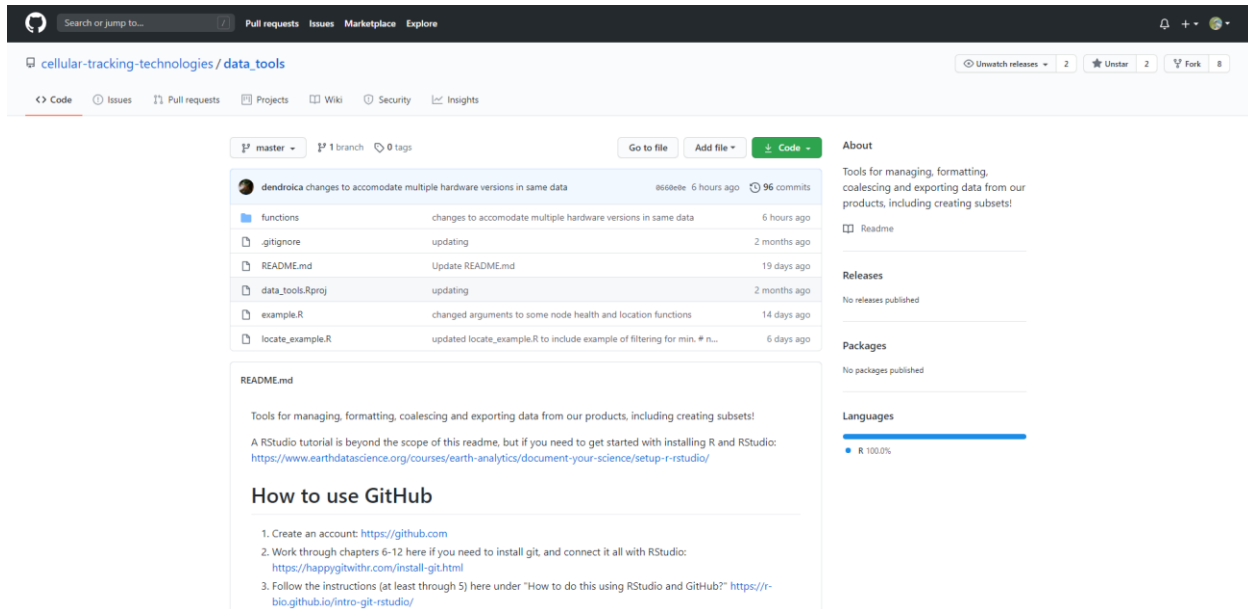 Search or jump to... / Pull requests Issues Marketplace Explore
cellular-tracking-technologies / data_tools Unwatch releases 2 Unstar 2 Fork 8
Code Issues Pull requests Projects Wiki Security Insights
master 1 branch 0 tags Go to file Add file Code
dendroica changes to accomodate multiple hardware versions in same data 8660e0e 6 hours ago 96 commits
functions changes to accomodate multiple hardware versions in same data 6 hours ago
.gitignore updating 2 months ago
README.md Update README.md 19 days ago
data_tools.Rproj updating 2 months ago
example.R changed arguments to some node health and location functions 14 days ago
locate_example.R updated locate_example.R to include example of filtering for min. # n... 6 days ago
README.md
Tools for managing, formatting, coalescing and exporting data from our products, including creating subsets!
A RStudio tutorial is beyond the scope of this readme, but if you need to get started with installing R and RStudio:
https://www.earthdatascience.org/courses/earth-analytics/document-your-science/setup-r-rstudio/
How to use GitHub
1. Create an account: https://github.com
2. Work through chapters 6-12 here if you need to install git, and connect it all with RStudio:
https://happygitwithr.com/install-git.html
3. Follow the instructions (at least through 5) here under "How to do this using RStudio and GitHub?" https://r-
bio.github.io/intro-git-rstudio/
About
Tools for managing, formatting,
coalescing and exporting data from our
products, including creating subsets!
Readme
Releases
No releases published
Packages
No packages published
Languages
R 100.0%